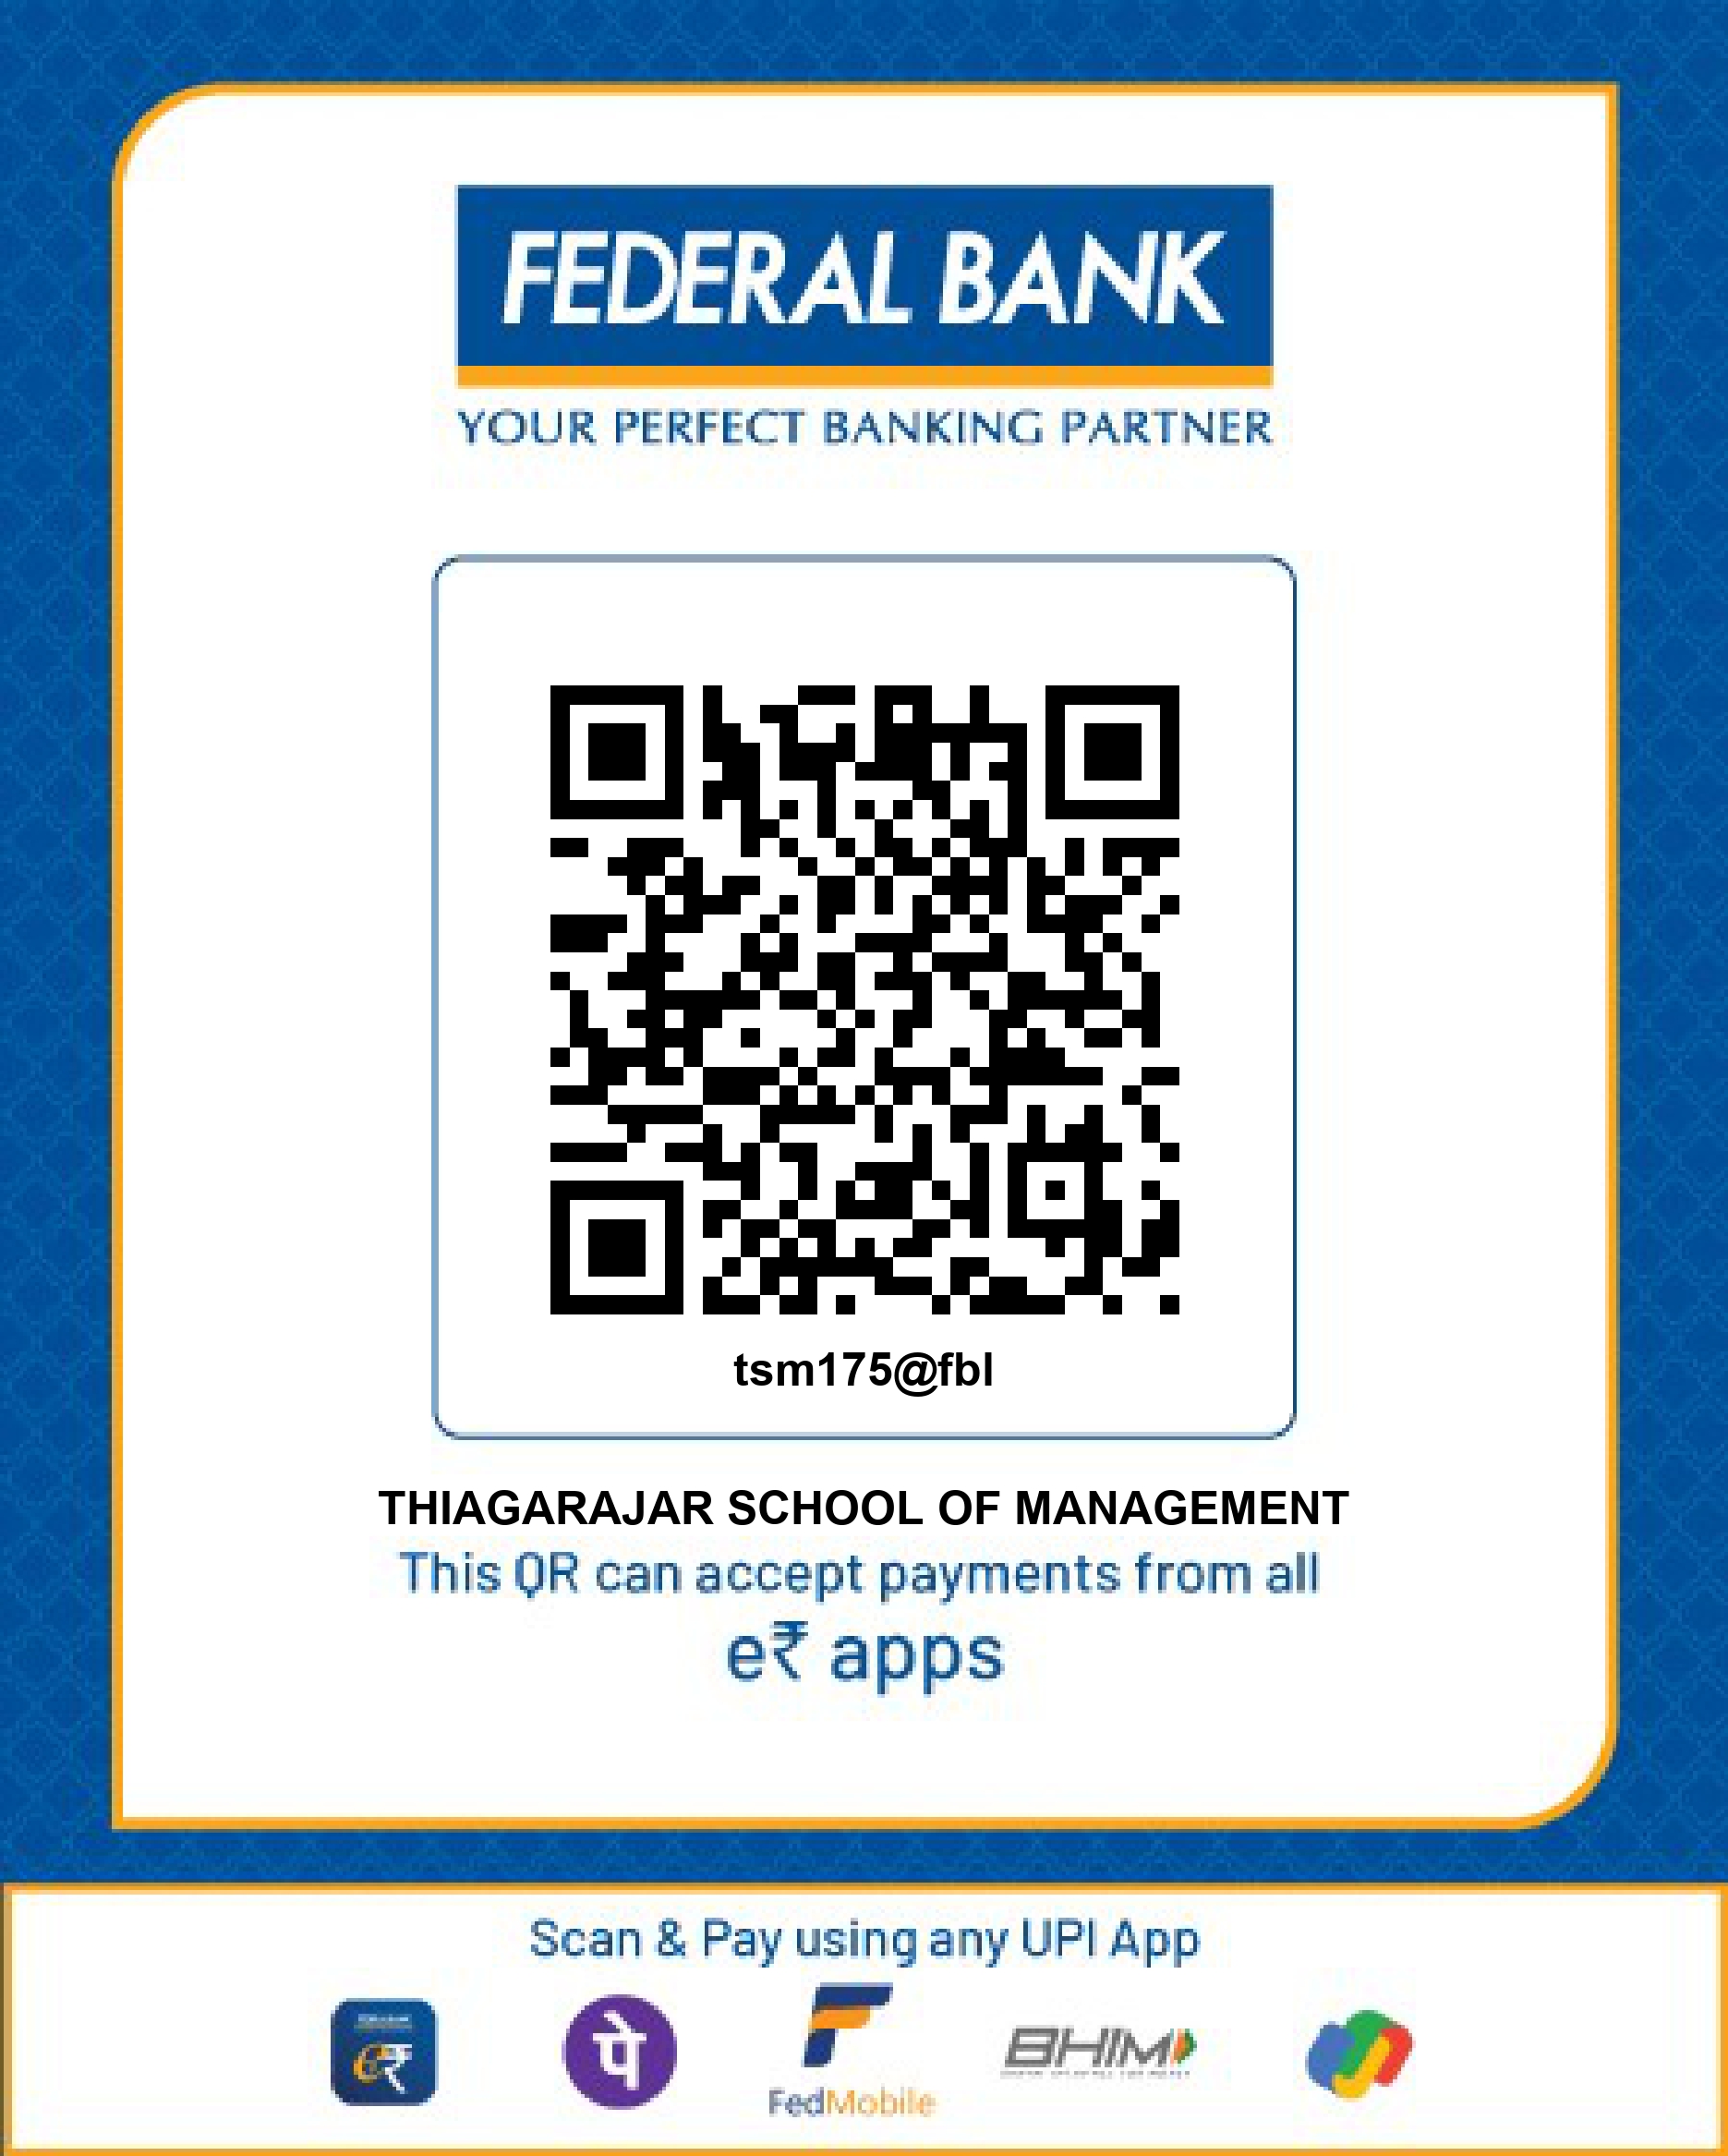 FEDERAL BANK
YOUR PERFECT BANKING PARTNER
tsm175@fbl
THIAGARAJAR SCHOOL OF MANAGEMENT
This QR can accept payments from all
e₹ apps
Scan & Pay using any UPI App
e₹
पे
FedMobile
BHIM